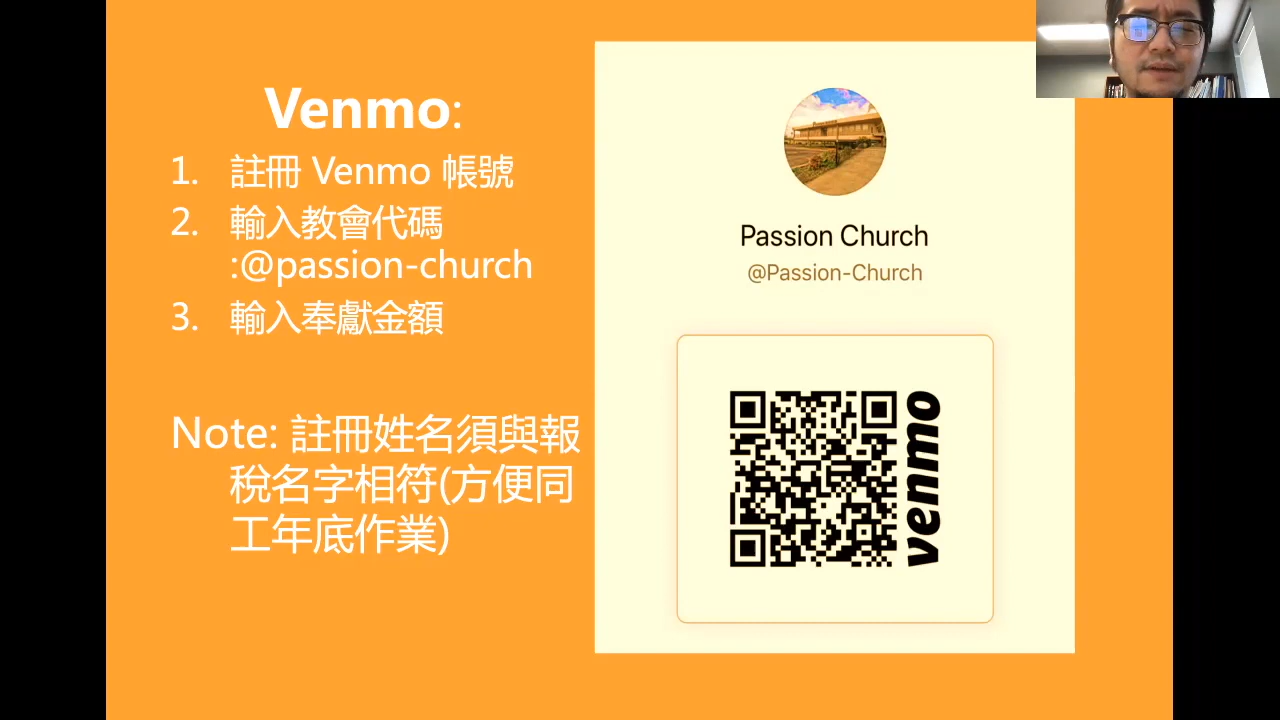 Venmo:
1. 註冊 Venmo 帳號
2. 輸入教會代碼
:@passion-church
3. 輸入奉獻金額
Note: 註冊姓名須與報
稅名字相符(方便同
工年底作業)
Passion Church
@Passion-Church
venmo